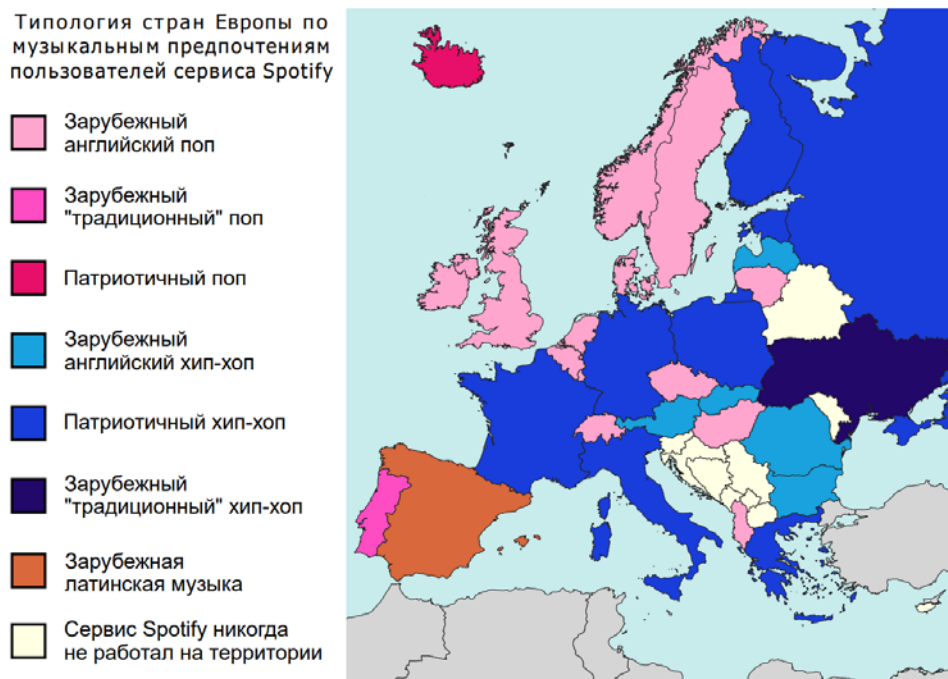 Типология стран Европы по
музыкальным предпочтениям
пользователей сервиса Spotify
Зарубежный
английский поп
Зарубежный
"традиционный" поп
Патриотичный поп
Зарубежный
английский хип-хоп
Патриотичный хип-хоп
Зарубежный
"традиционный" хип-хоп
Зарубежная
латинская музыка
Сервис Spotify никогда
не работал на территории